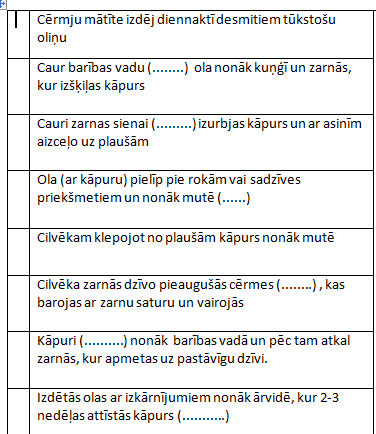 Cērmju mātīte izdēj diennaktī desmitiem tūkstošu
oliņu
Caur barības vadu (........) ola nonāk kuņģī un zarnās,
kur izšķiļas kāpurs
Cauri zarnas sienai (.........) izurbjas kāpurs un ar asinīm
aizceļo uz plaušām
Ola (ar kāpuru) pielīp pie rokām vai sadzīves
priekšmetiem un nonāk mutē (......)
Cilvēkam klepojot no plaušām kāpurs nonāk mutē
Cilvēka zarnās dzīvo pieaugušās cērmes (........) , kas
barojas ar zarnu saturu un vairojās
Kāpuri (..........) nonāk barības vadā un pēc tam atkal
zarnās, kur apmetas uz pastāvīgu dzīvi.
Izdētās olas ar izkārnījumiem nonāk ārvidē, kur 2-3
nedēļas attīstās kāpurs (...........)